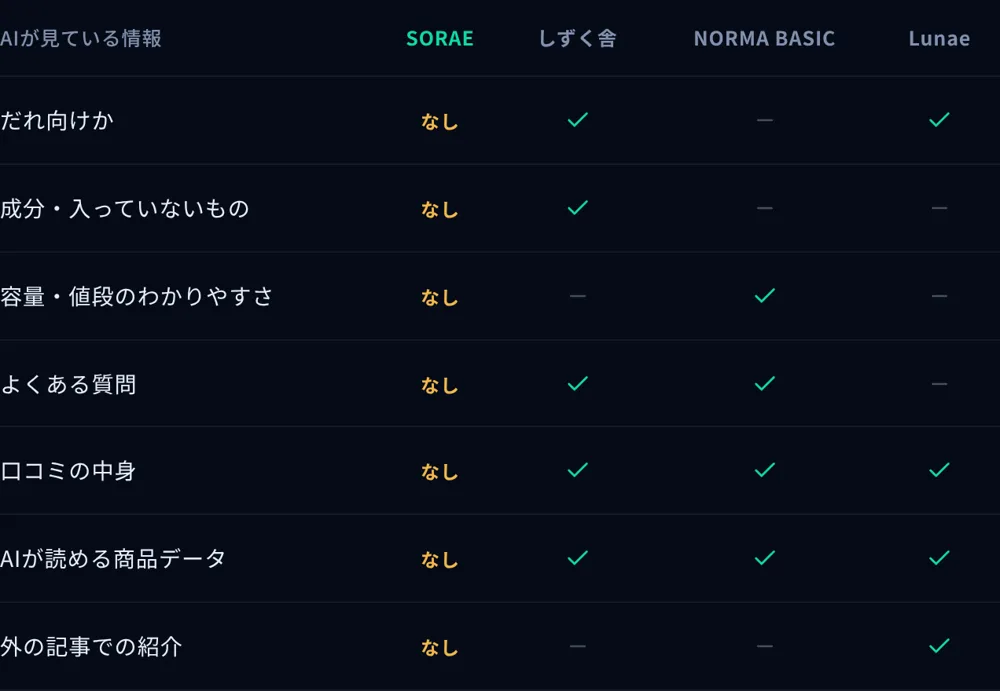 AIが見ている情報 SORAE しずく舎 NORMA BASIC Lunae
だれ向けか なし ✓ — ✓
成分・入っていないもの なし ✓ — —
容量・値段のわかりやすさ なし — ✓ —
よくある質問 なし ✓ ✓ —
口コミの中身 なし ✓ ✓ ✓
AIが読める商品データ なし ✓ ✓ ✓
外の記事での紹介 なし — — ✓